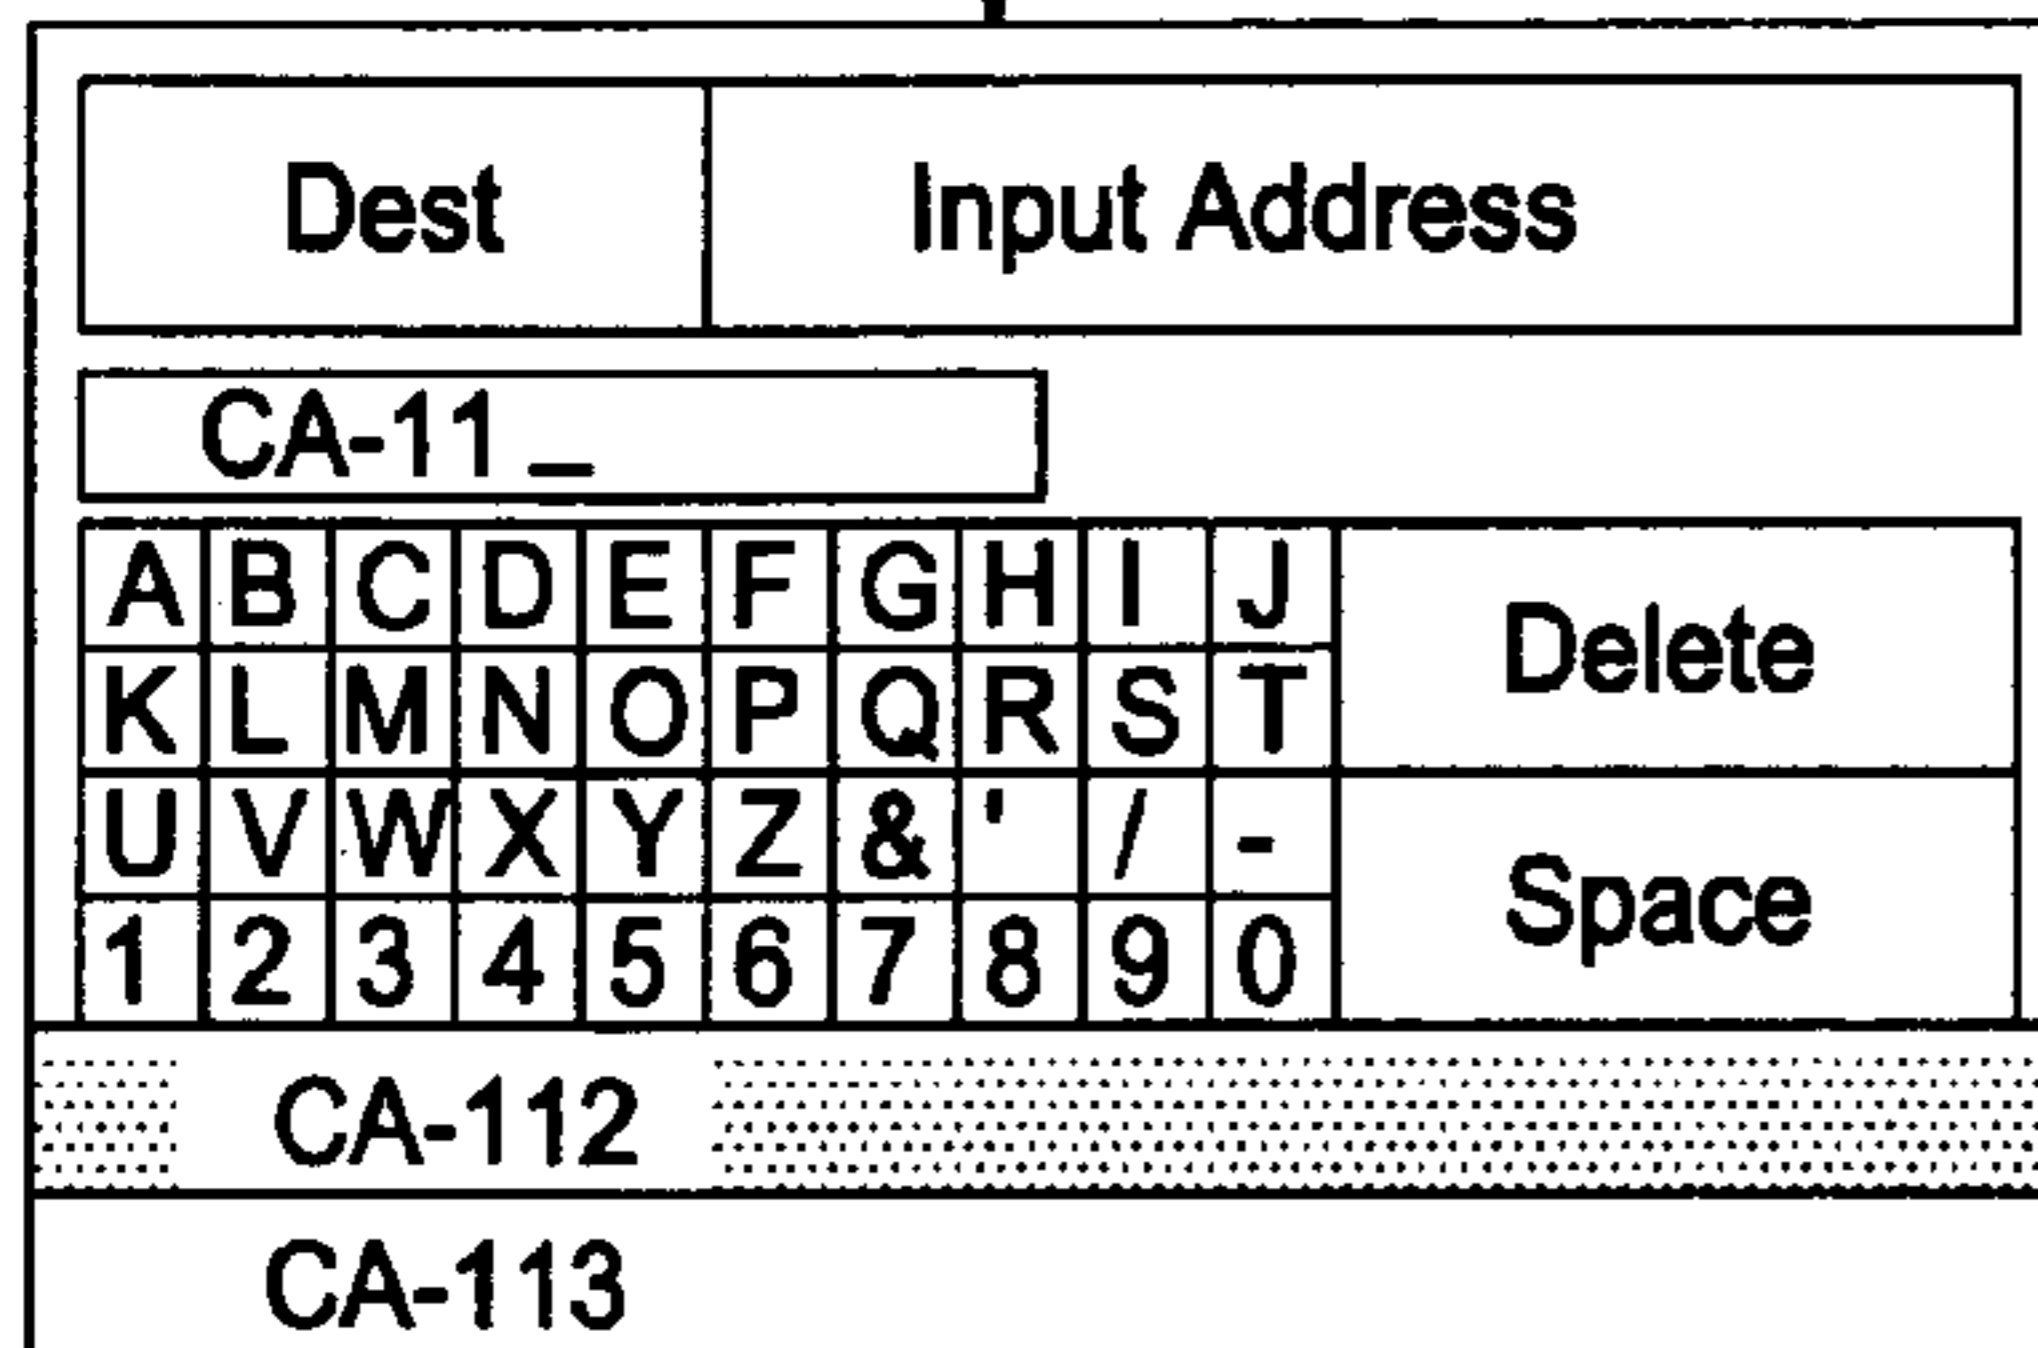 Dest Input Address
CA-11_
A B C D E F G H I J
K L M N O P Q R S T Delete
U V W X Y Z & ' / -
1 2 3 4 5 6 7 8 9 0 Space
CA-112
CA-113